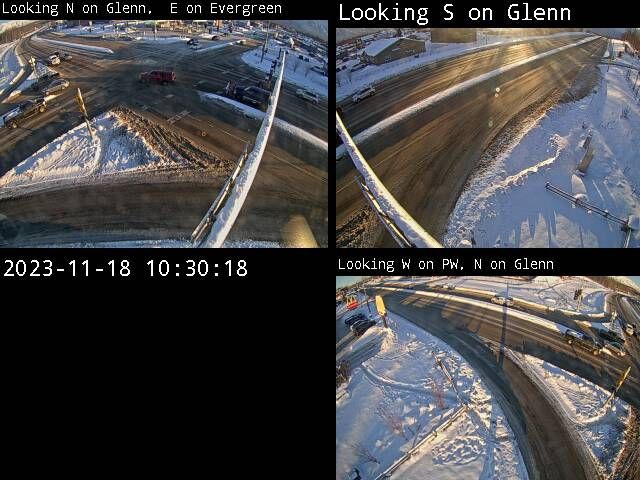 Looking N on Glenn, E on Evergreen
Looking S on Glenn
2023-11-18 10:30:18
Looking W on PW, N on Glenn